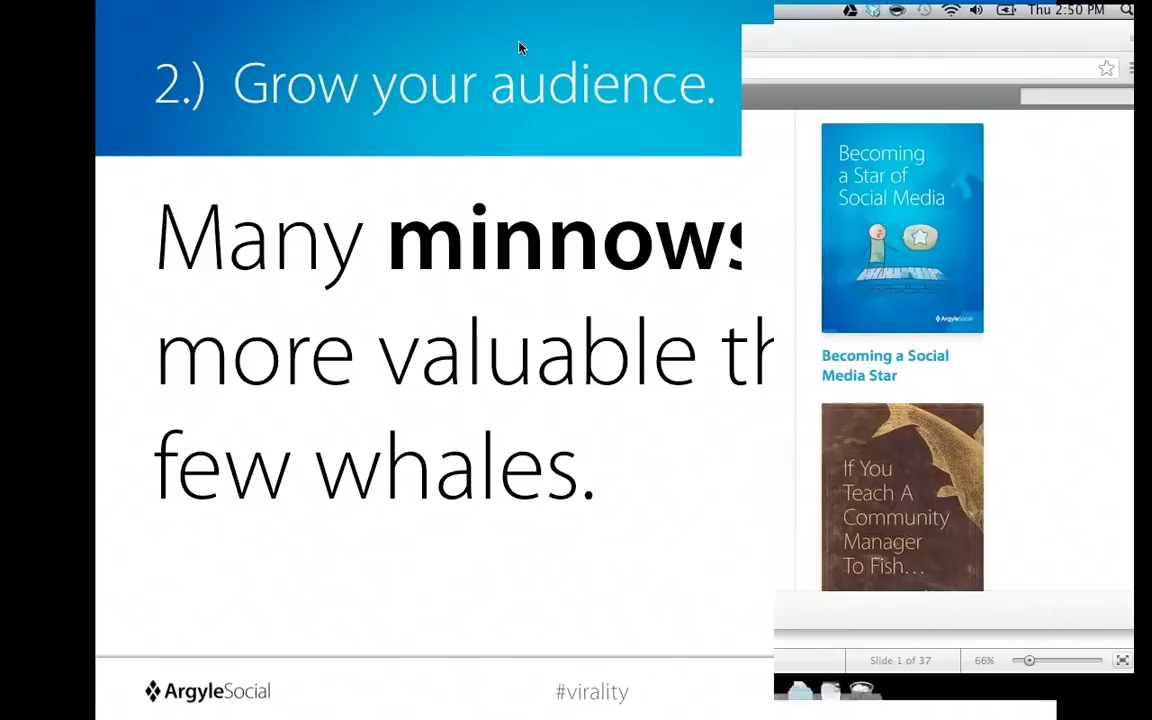 Thu 2:50 PM
2.) Grow your audience.
Many minnows
more valuable th
few whales.
ArgyleSocial
#virality
Becoming
a Star of
Social Media
ArgyleSocial
Becoming a Social
Media Star
If You
Teach A
Community
Manager
To Fish...
Slide 1 of 37
66%